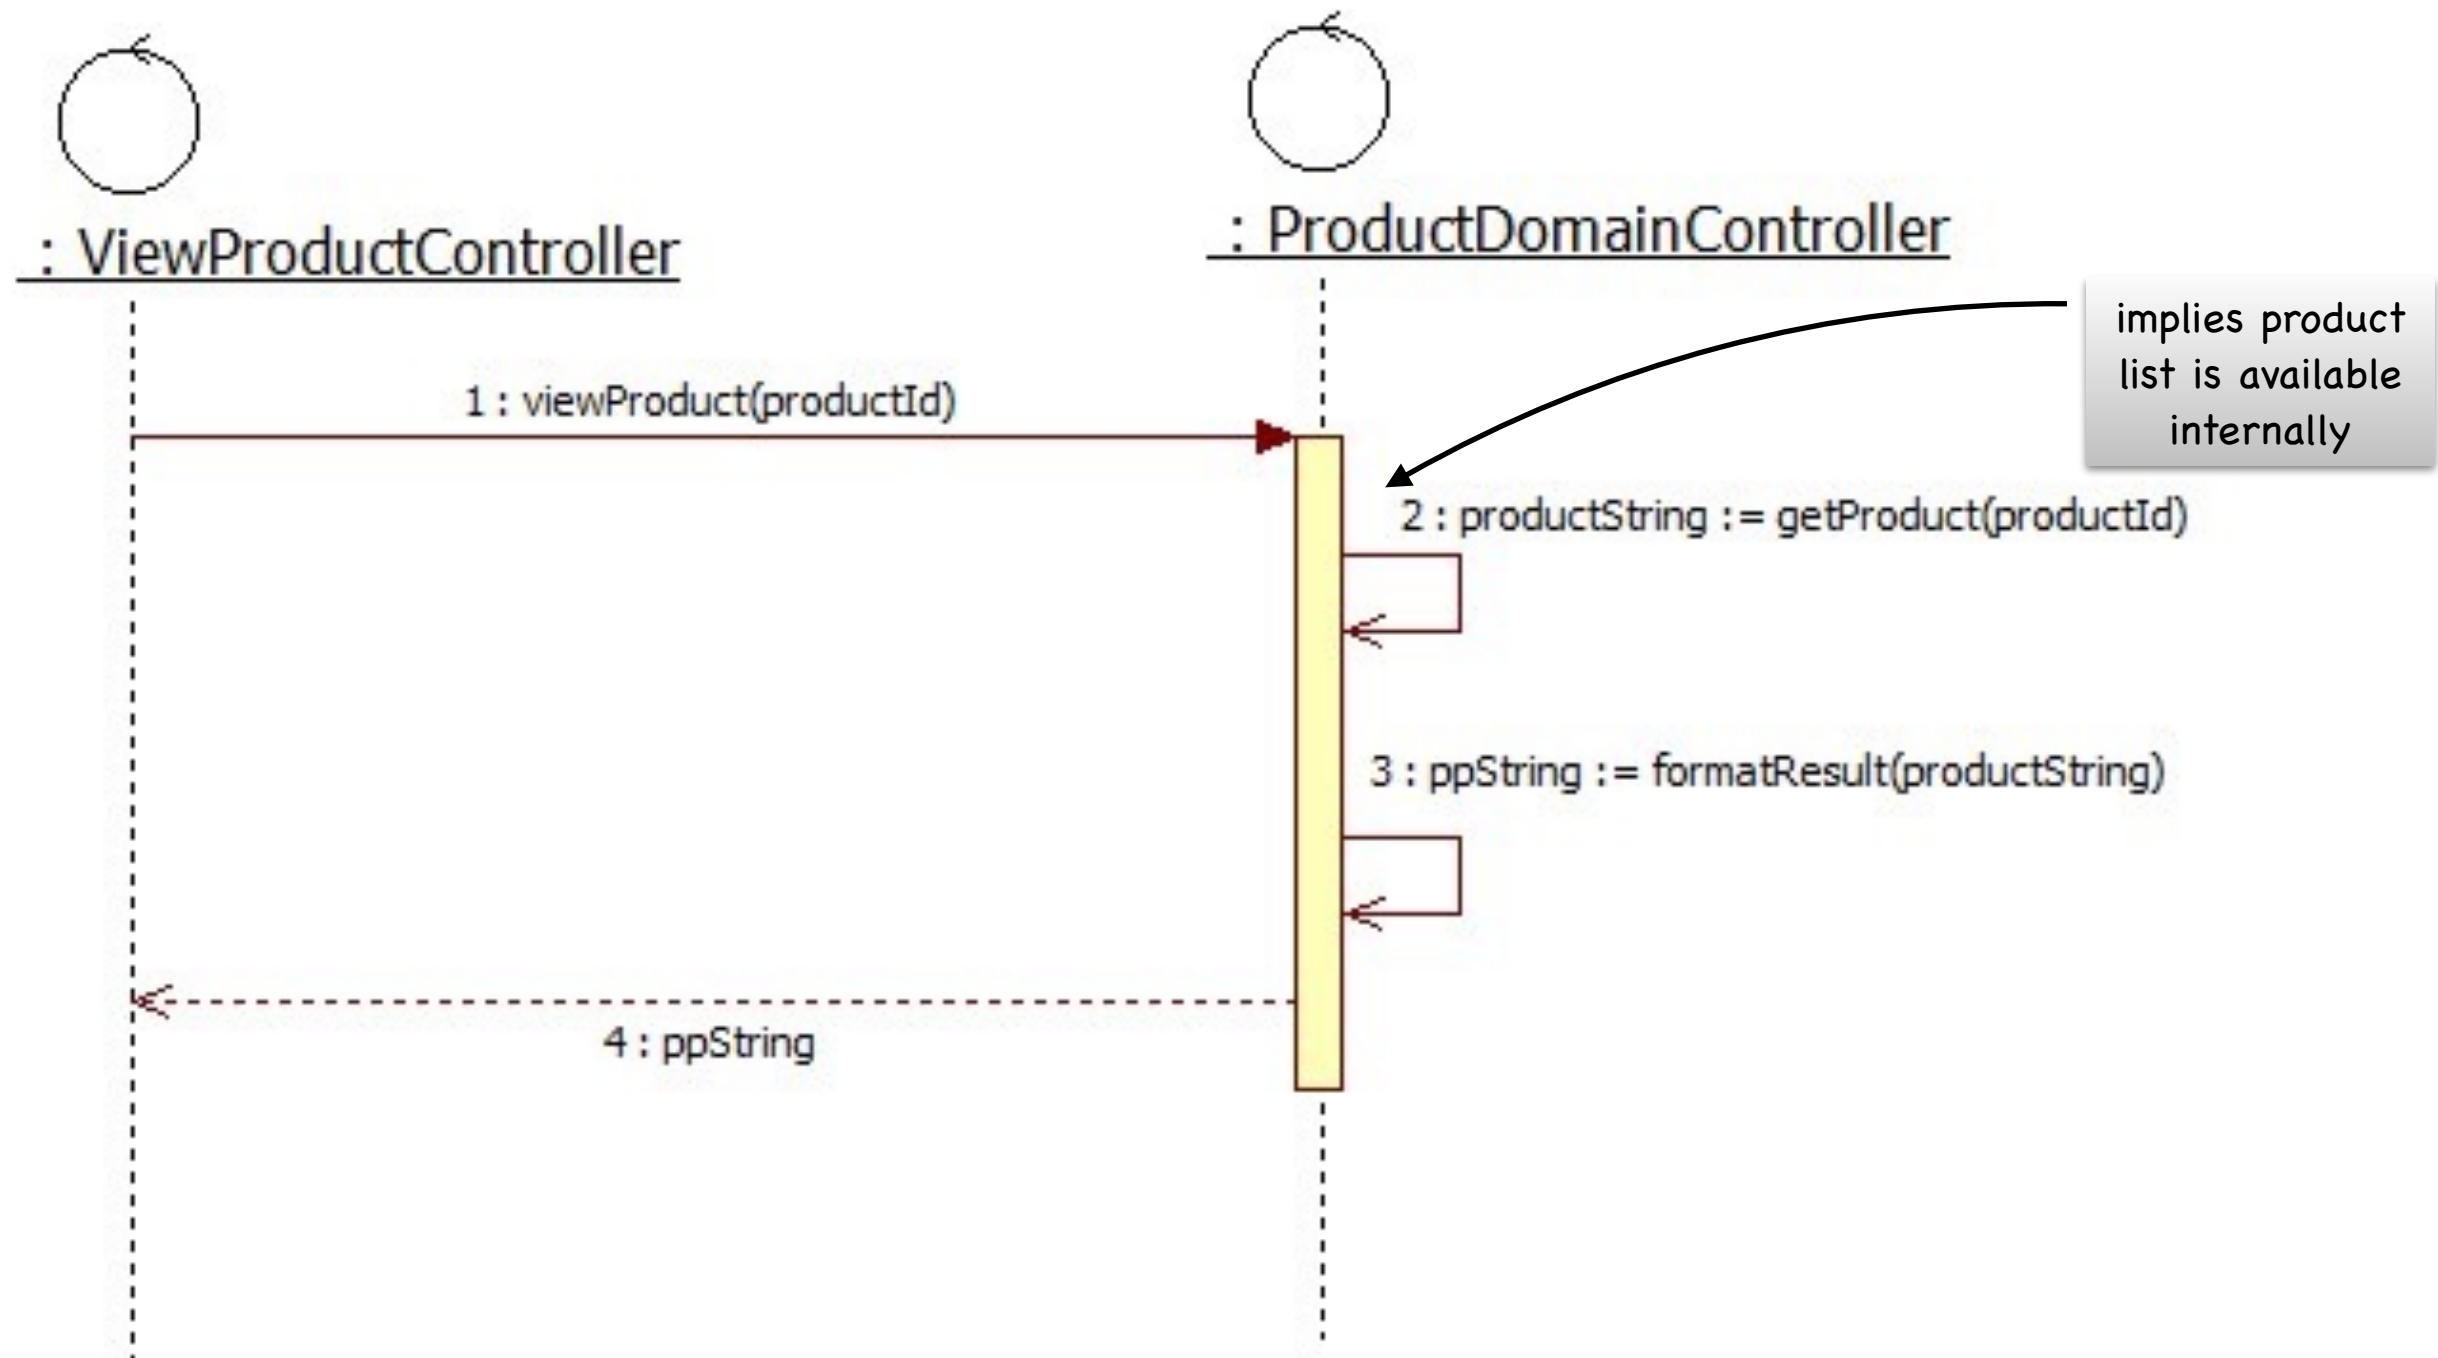 : ViewProductController
: ProductDomainController
implies product
list is available
internally
1 : viewProduct(productId)
2 : productString := getProduct(productId)
3 : ppString := formatResult(productString)
4 : ppString